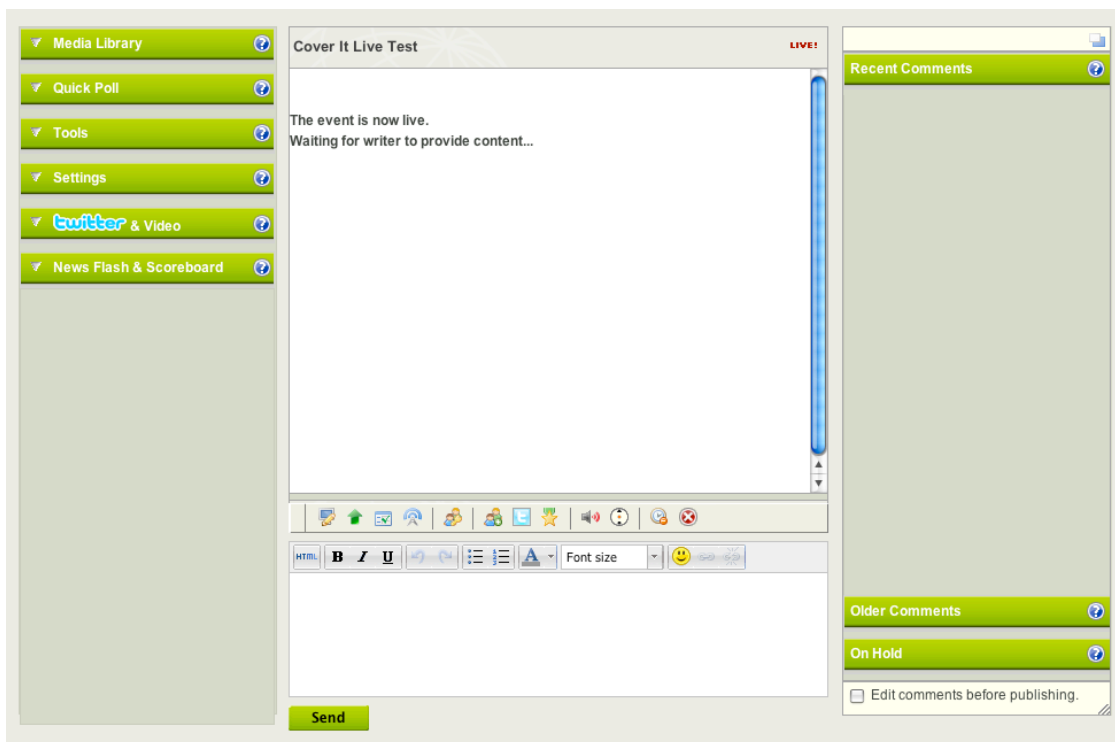 Media Library
Quick Poll
Tools
Settings
twitter & Video
News Flash & Scoreboard
Cover It Live Test
LIVE!
The event is now live.
Waiting for writer to provide content...
HTML B I U A Font size
Send
Recent Comments
Older Comments
On Hold
Edit comments before publishing.